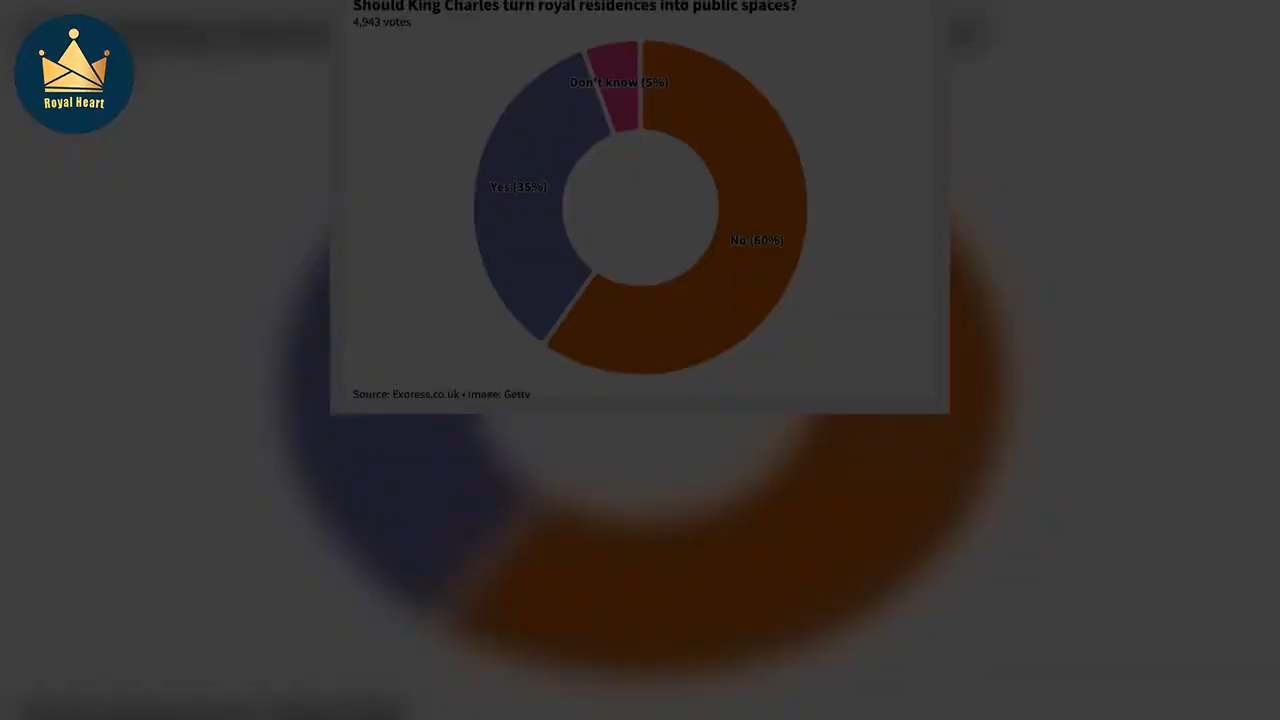 Should King Charles turn royal residences into public spaces?
4,943 votes
Royal Heart
Don't know (5%)
Yes (35%)
No (60%)
Source: Express.co.uk • Image: Getty